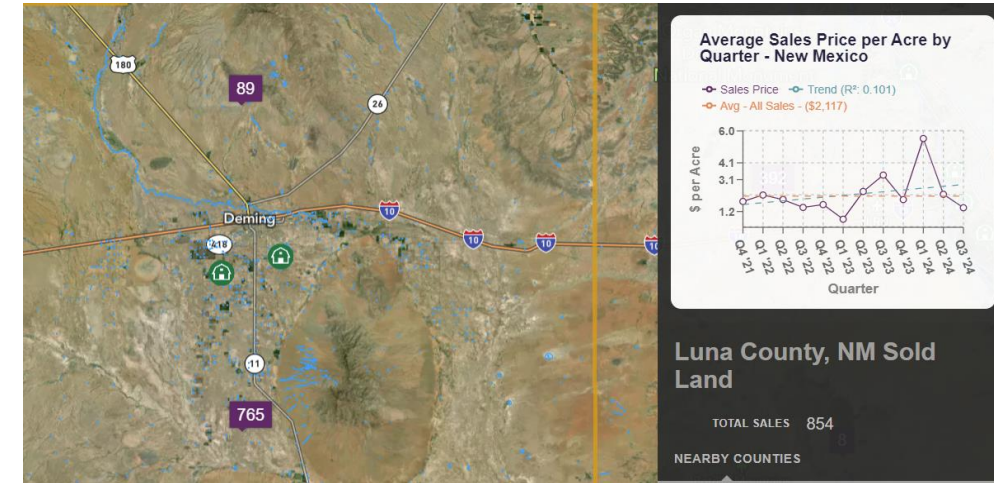 180
89
26
Deming
10
418
10
10
10
11
765
Average Sales Price per Acre by
Quarter - New Mexico
Sales Price
Trend (R²: 0.101)
Avg - All Sales - ($2,117)
$ per Acre
6.0
4.1
3.1
1.2
Q4 '21
Q1 '22
Q2 '22
Q3 '22
Q4 '22
Q1 '23
Q2 '23
Q3 '23
Q4 '23
Q1 '24
Q2 '24
Q3 '24
Quarter
Luna County, NM Sold
Land
TOTAL SALES 854
8
NEARBY COUNTIES